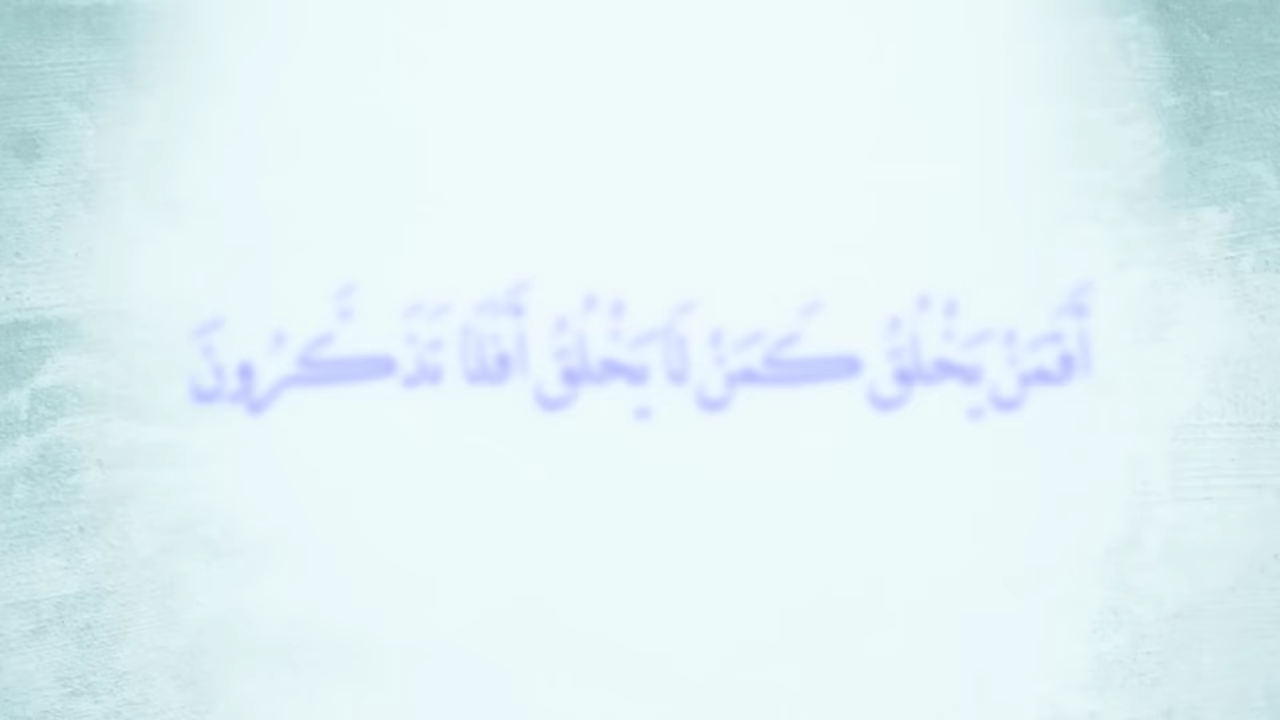 أَفَمَنْ يَخْلُقُ كَمَنْ لَا يَخْلُقُ أَفَلَا تَذَكَّرُونَ